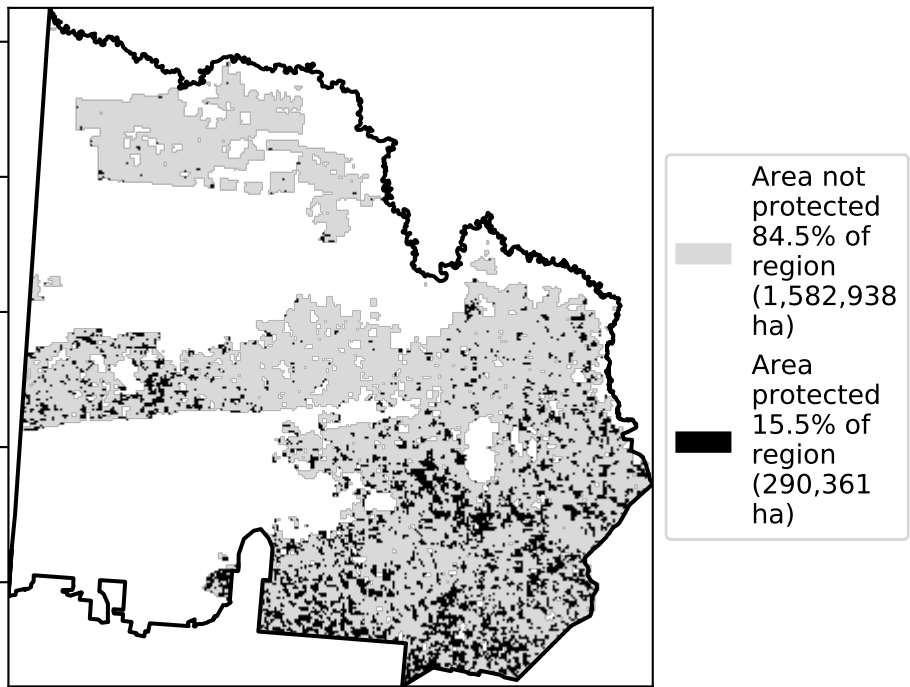 Area not
protected
84.5% of
region
(1,582,938
ha)
Area
protected
15.5% of
region
(290,361
ha)